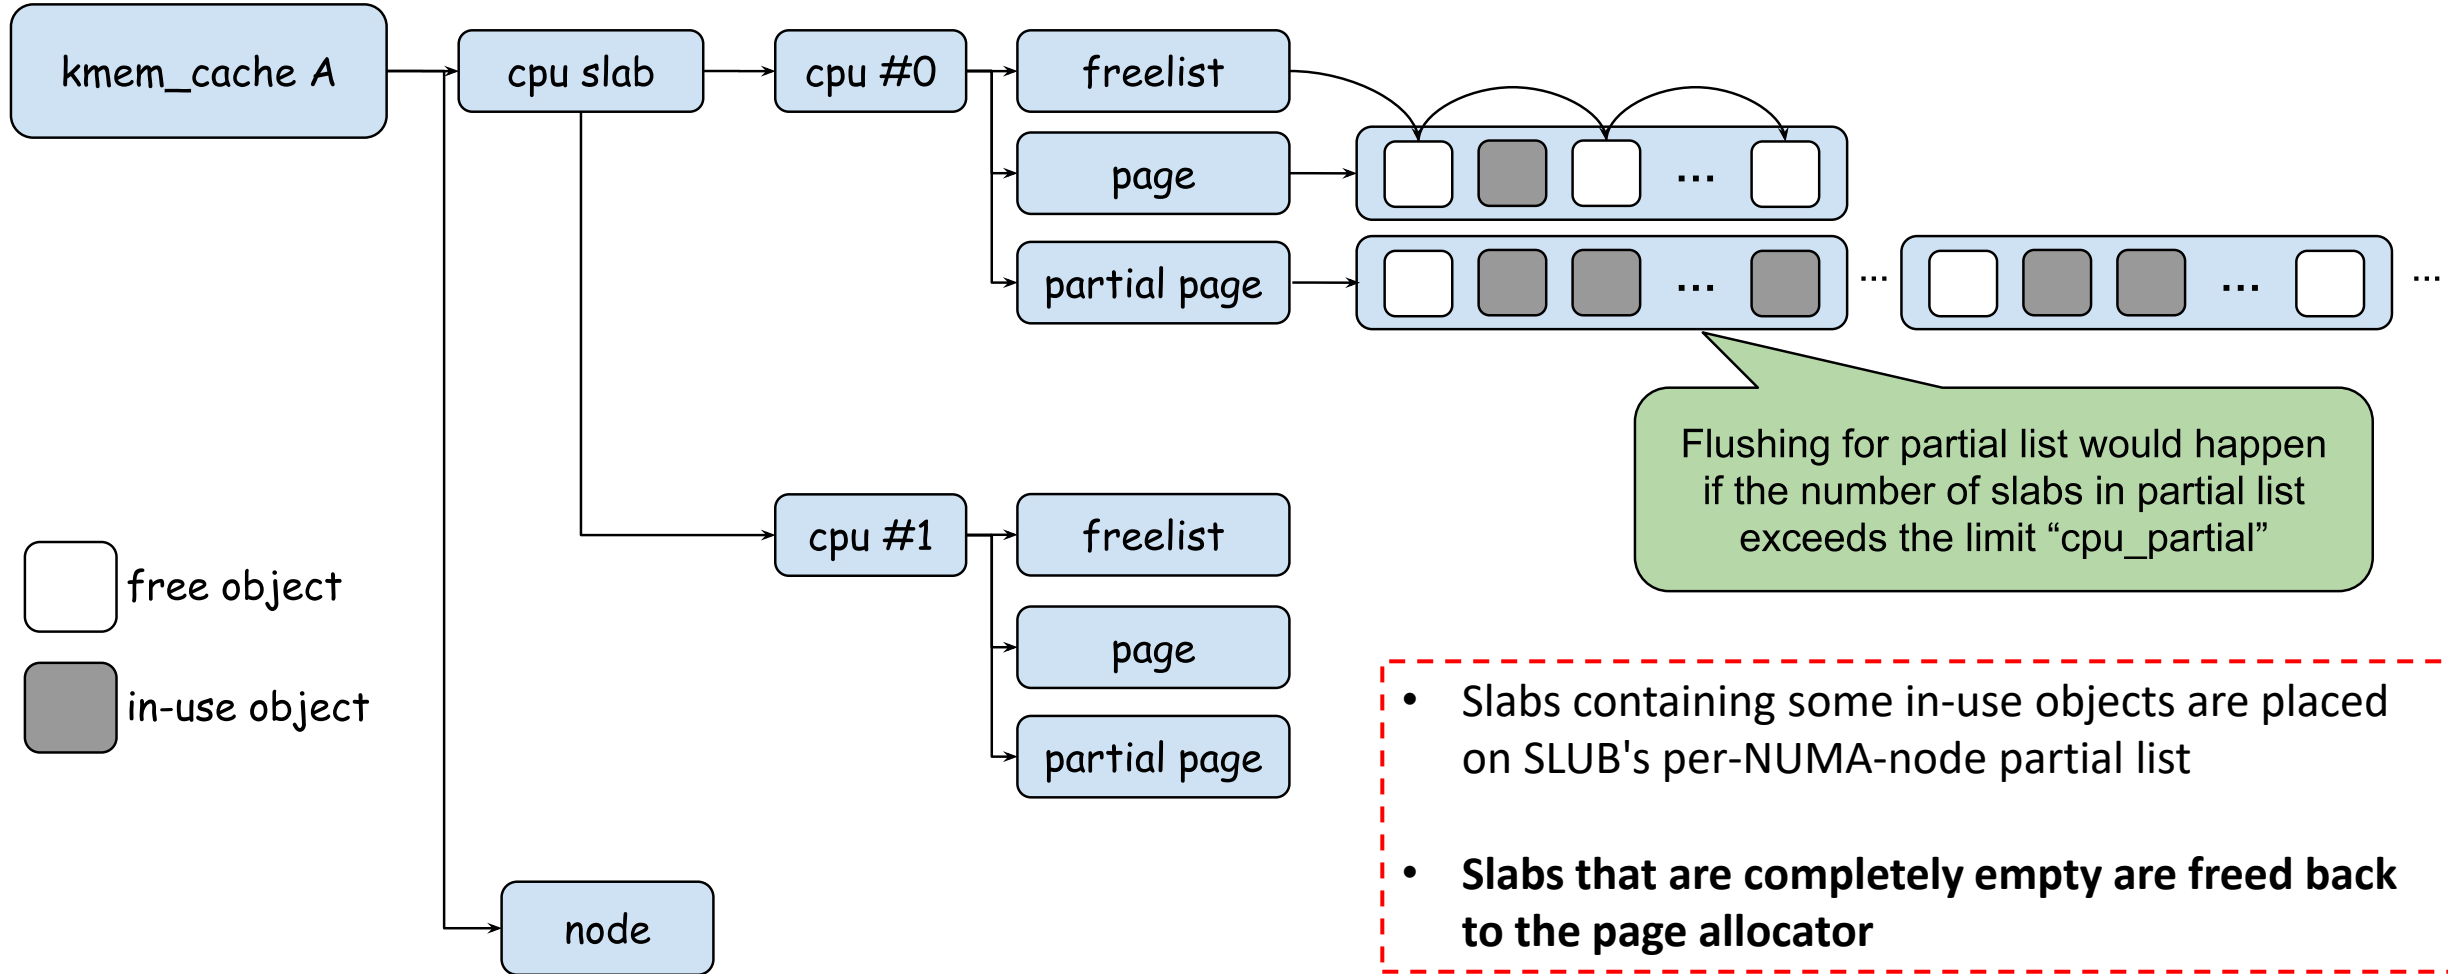 kmem_cache A
cpu slab
cpu #0
freelist
page
...
partial page
...
...
...
...
Flushing for partial list would happen
if the number of slabs in partial list
exceeds the limit “cpu_partial”
cpu #1
freelist
page
partial page
free object
in-use object
node
• Slabs containing some in-use objects are placed
on SLUB's per-NUMA-node partial list
• Slabs that are completely empty are freed back
to the page allocator